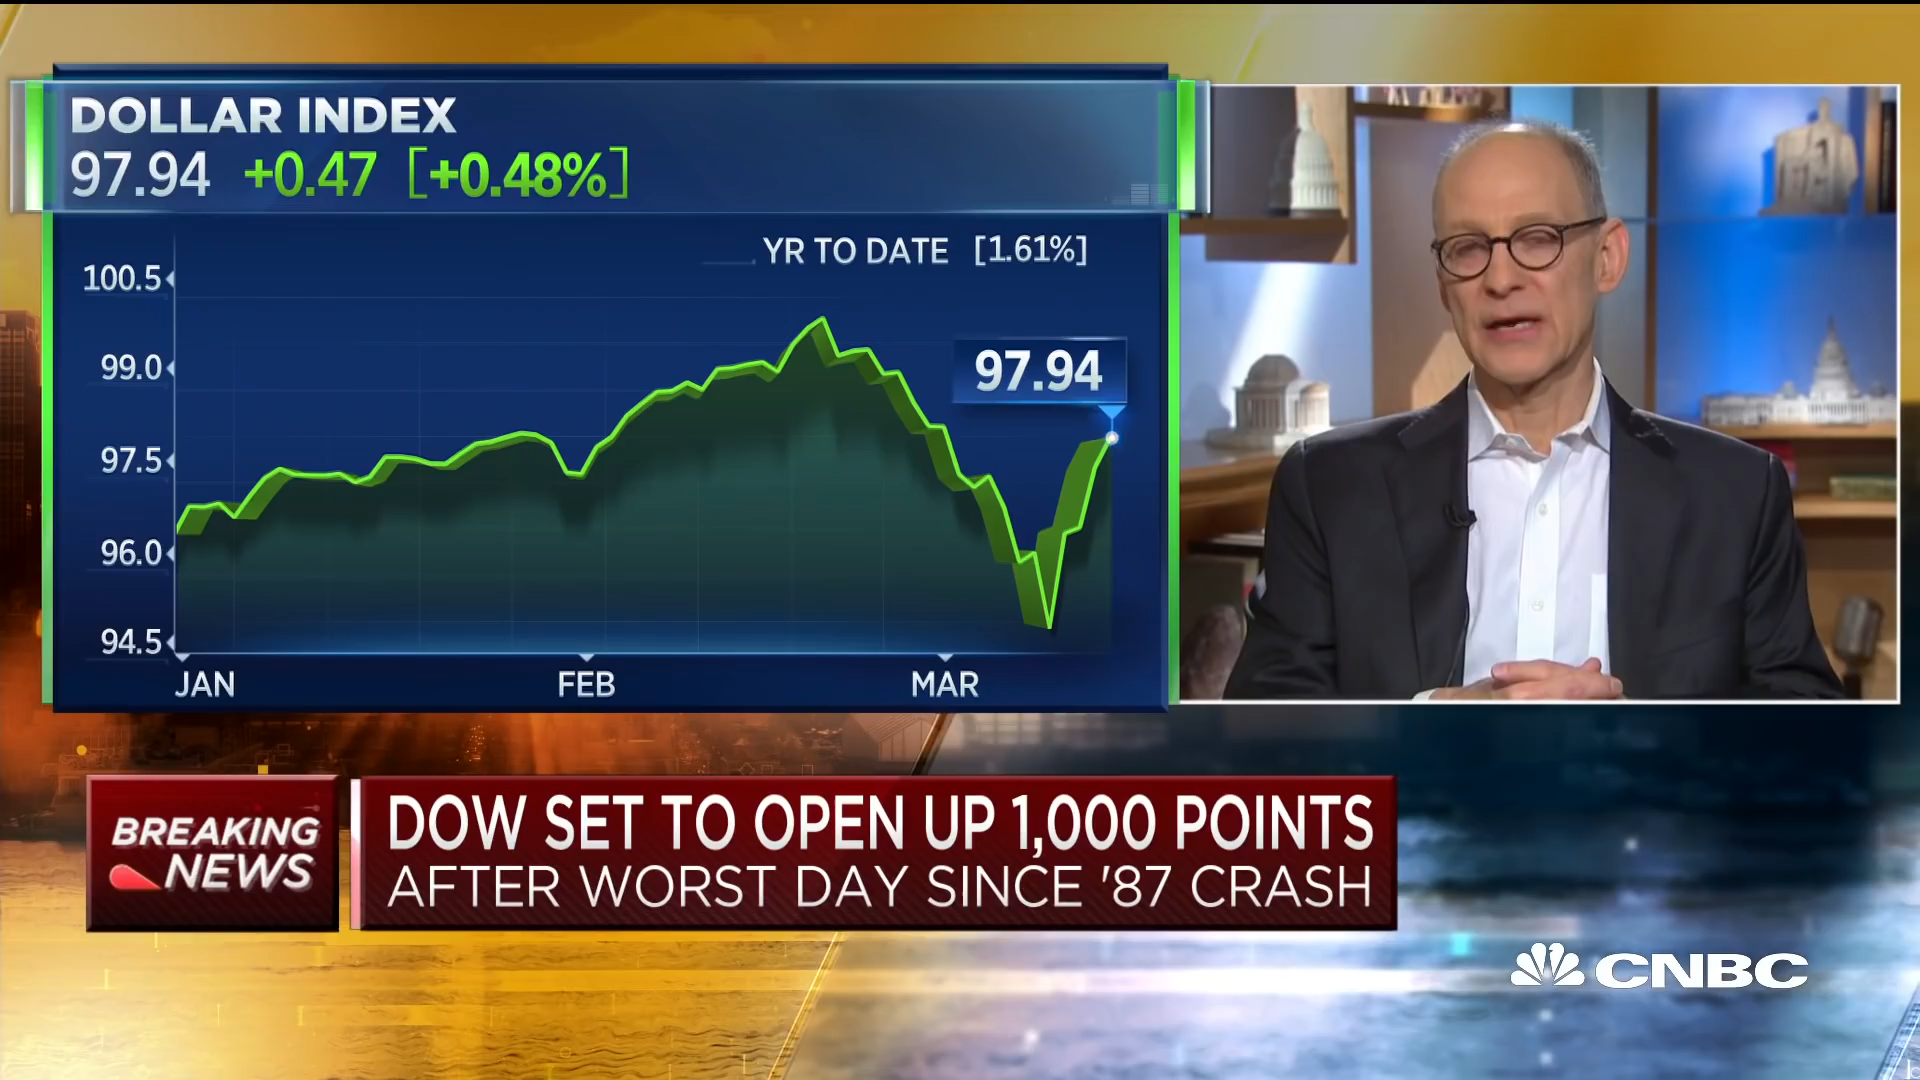 DOLLAR INDEX
97.94 +0.47 [+0.48%]
YR TO DATE [1.61%]
100.5
99.0
97.94
97.5
96.0
94.5
JAN FEB MAR
BREAKING
NEWS
DOW SET TO OPEN UP 1,000 POINTS
AFTER WORST DAY SINCE '87 CRASH
CNBC